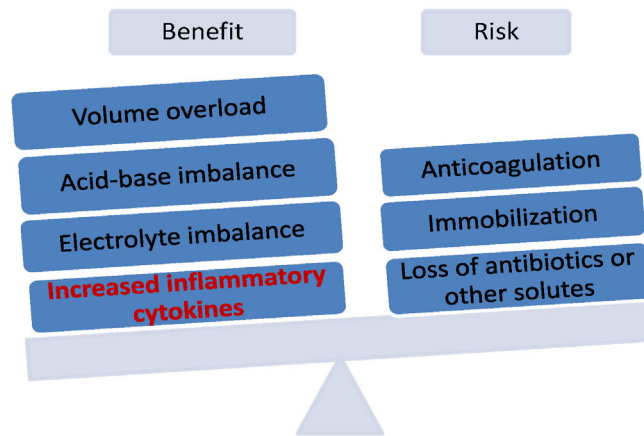 Benefit
Risk
Volume overload
Acid-base imbalance
Electrolyte imbalance
Increased inflammatory
cytokines
Anticoagulation
Immobilization
Loss of antibiotics or
other solutes